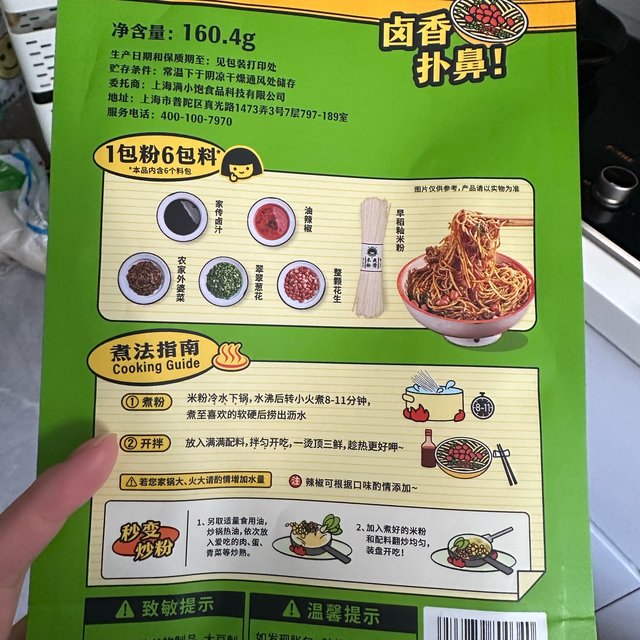 净含量：160.4g
卤香
扑鼻！
生产日期和保质期至：见包装打印处
贮存条件：常温下于阴凉干燥通风处储存
委托商：上海满小饱食品科技有限公司
地址：上海市普陀区真光路1473弄3号7层797-189室
服务电话：400-100-7970
1包粉6包料*
*本品内含6个料包
图片仅供参考，产品请以实物为准
家传卤汁
油辣椒
早稻籼米粉
农家外婆菜
翠翠葱花
整颗花生
煮法指南
Cooking Guide
① 煮粉
米粉冷水下锅，水沸后转小火煮8-11分钟，
煮至喜欢的软硬后捞出沥水
8-11
② 开拌
放入满满配料，拌匀开吃，一烫顶三鲜，趁热更好呷~
若您家锅大、火大请酌情增加水量
注 辣椒可根据口味酌情添加~
秒变
炒粉
1、另取适量食用油，
炒锅热油，依次放
入爱吃的肉、蛋、
青菜等炒熟。
2、加入煮好的米粉
和配料翻炒均匀，
装盘开吃！
致敏提示
温馨提示